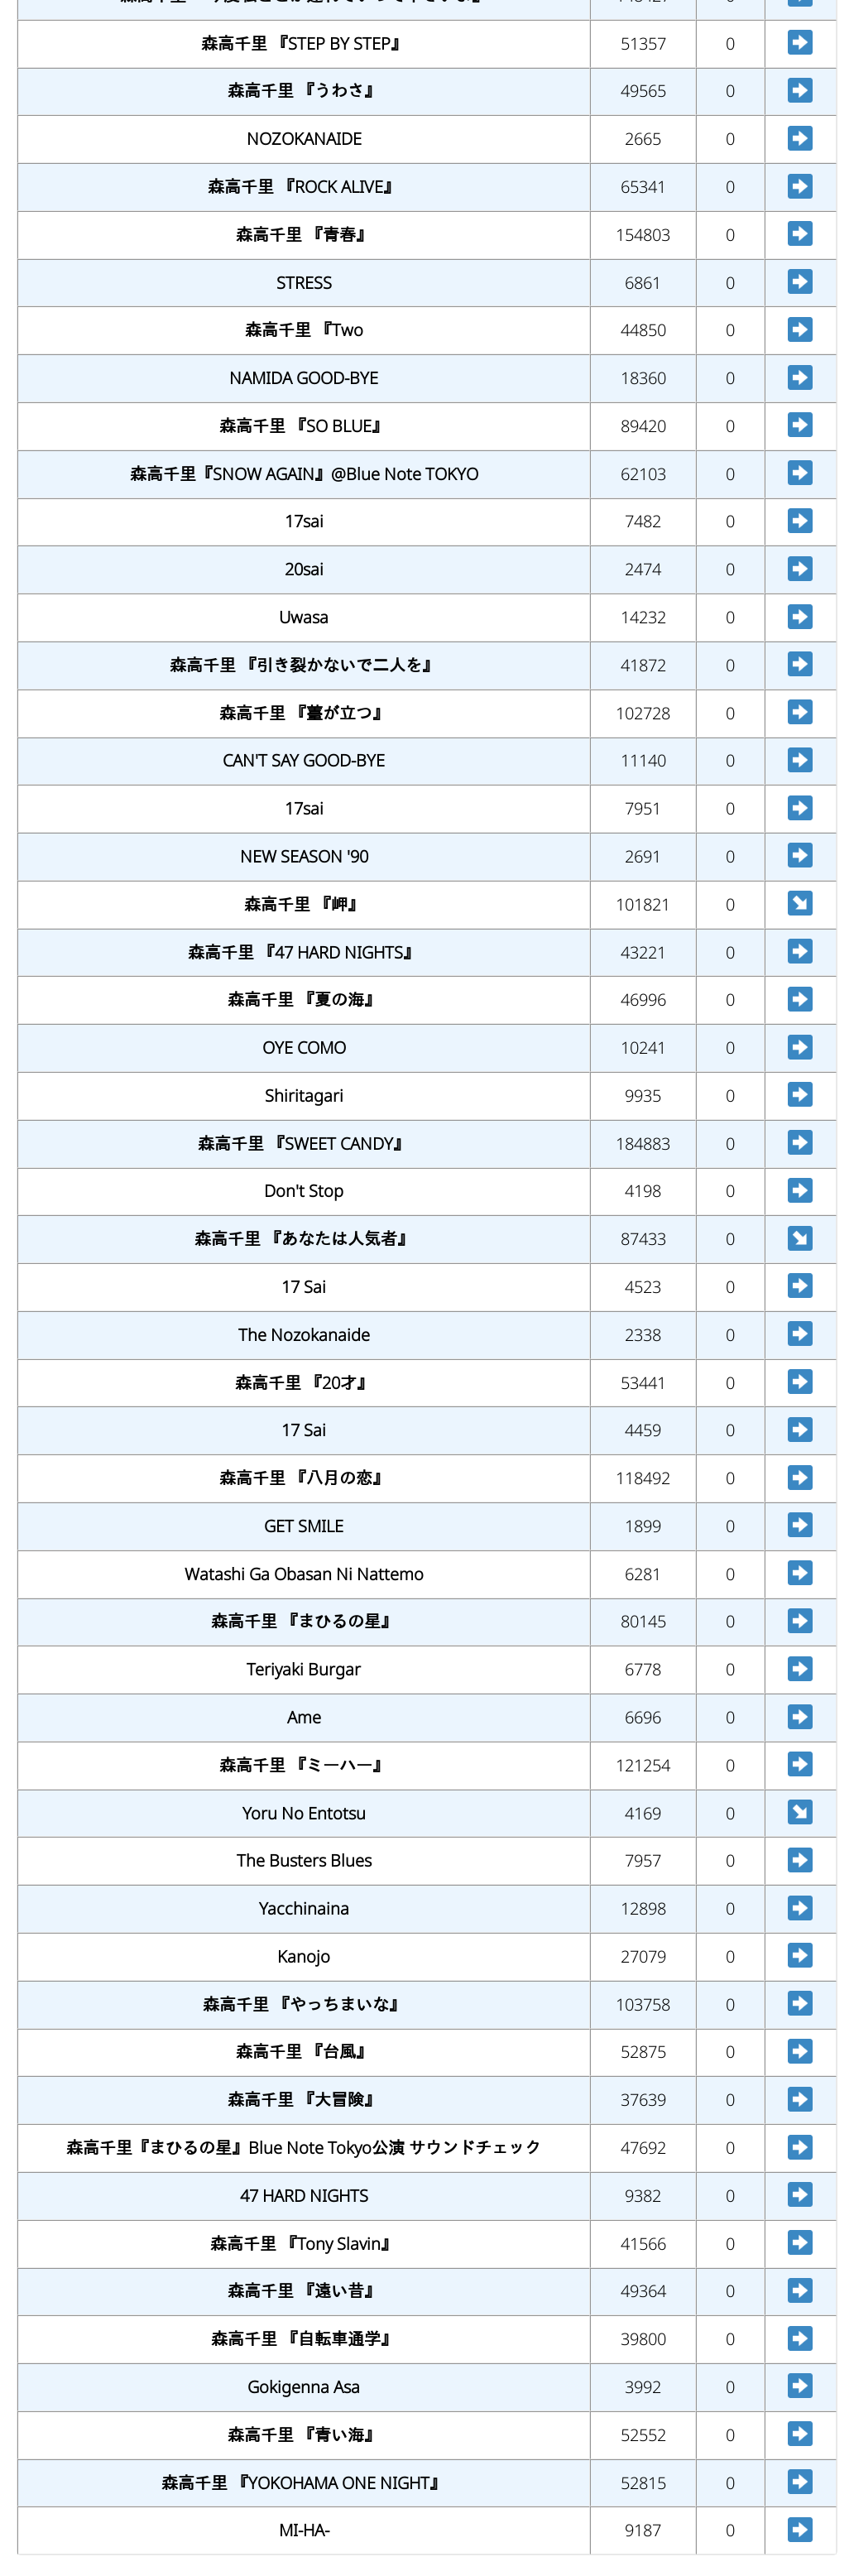 森高千里 『STEP BY STEP』 51357 0
森高千里 『うわさ』 49565 0
NOZOKANAIDE 2665 0
森高千里 『ROCK ALIVE』 65341 0
森高千里 『青春』 154803 0
STRESS 6861 0
森高千里 『Two 44850 0
NAMIDA GOOD-BYE 18360 0
森高千里 『SO BLUE』 89420 0
森高千里『SNOW AGAIN』@Blue Note TOKYO 62103 0
17sai 7482 0
20sai 2474 0
Uwasa 14232 0
森高千里 『引き裂かないで二人を』 41872 0
森高千里 『薹が立つ』 102728 0
CAN'T SAY GOOD-BYE 11140 0
17sai 7951 0
NEW SEASON '90 2691 0
森高千里 『岬』 101821 0
森高千里 『47 HARD NIGHTS』 43221 0
森高千里 『夏の海』 46996 0
OYE COMO 10241 0
Shiritagari 9935 0
森高千里 『SWEET CANDY』 184883 0
Don't Stop 4198 0
森高千里 『あなたは人気者』 87433 0
17 Sai 4523 0
The Nozokanaide 2338 0
森高千里 『20才』 53441 0
17 Sai 4459 0
森高千里 『八月の恋』 118492 0
GET SMILE 1899 0
Watashi Ga Obasan Ni Nattemo 6281 0
森高千里 『まひるの星』 80145 0
Teriyaki Burgar 6778 0
Ame 6696 0
森高千里 『ミーハー』 121254 0
Yoru No Entotsu 4169 0
The Busters Blues 7957 0
Yacchinaina 12898 0
Kanojo 27079 0
森高千里 『やっちまいな』 103758 0
森高千里 『台風』 52875 0
森高千里 『大冒険』 37639 0
森高千里『まひるの星』Blue Note Tokyo公演 サウンドチェック 47692 0
47 HARD NIGHTS 9382 0
森高千里 『Tony Slavin』 41566 0
森高千里 『遠い昔』 49364 0
森高千里 『自転車通学』 39800 0
Gokigenna Asa 3992 0
森高千里 『青い海』 52552 0
森高千里 『YOKOHAMA ONE NIGHT』 52815 0
MI-HA- 9187 0